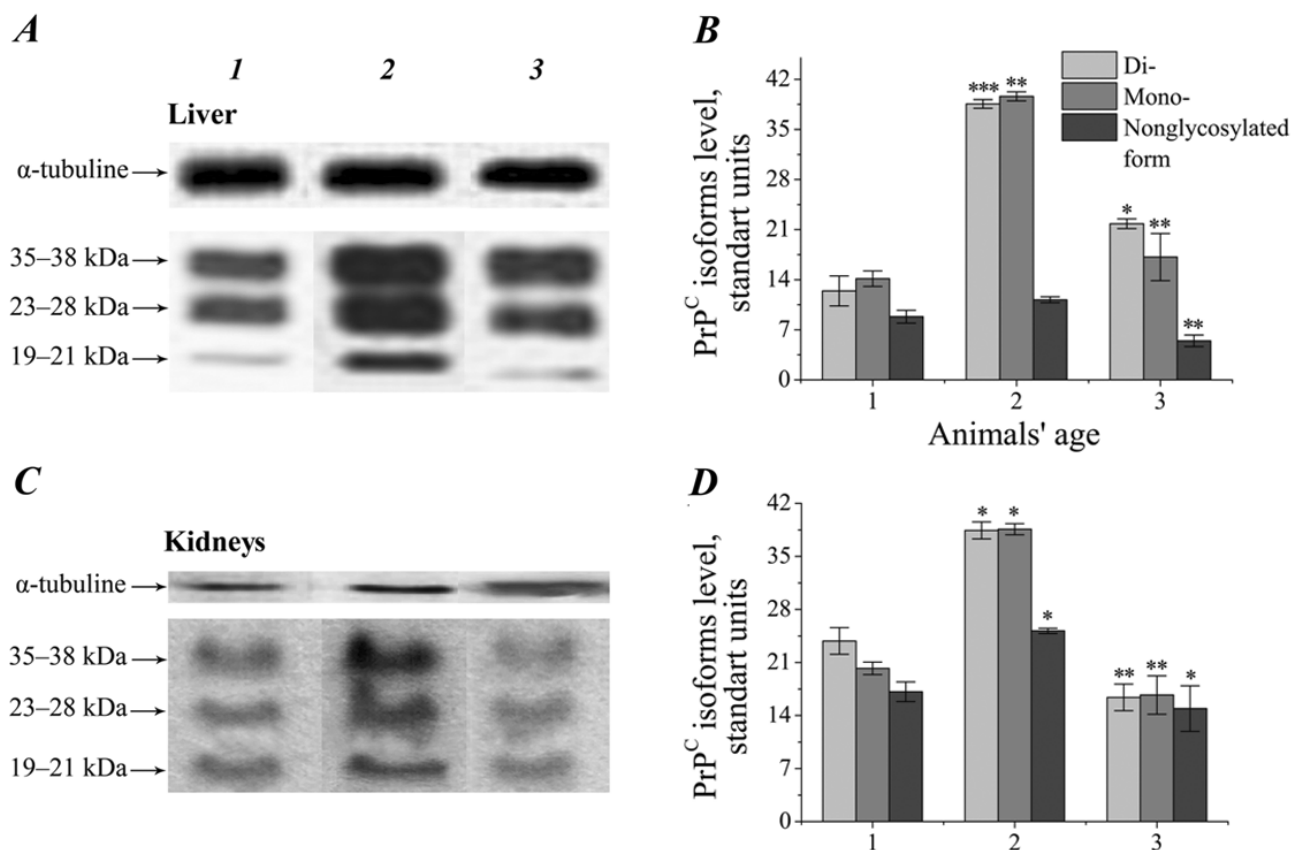 A
1 2 3
Liver
α-tubuline
35–38 kDa
23–28 kDa
19–21 kDa
B
PrP^C isoforms level,
standart units
42
35
28
21
14
7
0
*** **
* ** **
Di-
Mono-
Nonglycosylated
form
1 2 3
Animals' age
C
Kidneys
α-tubuline
35–38 kDa
23–28 kDa
19–21 kDa
D
PrP^C isoforms level,
standart units
42
35
28
21
14
7
0
* * *
** ** *
1 2 3